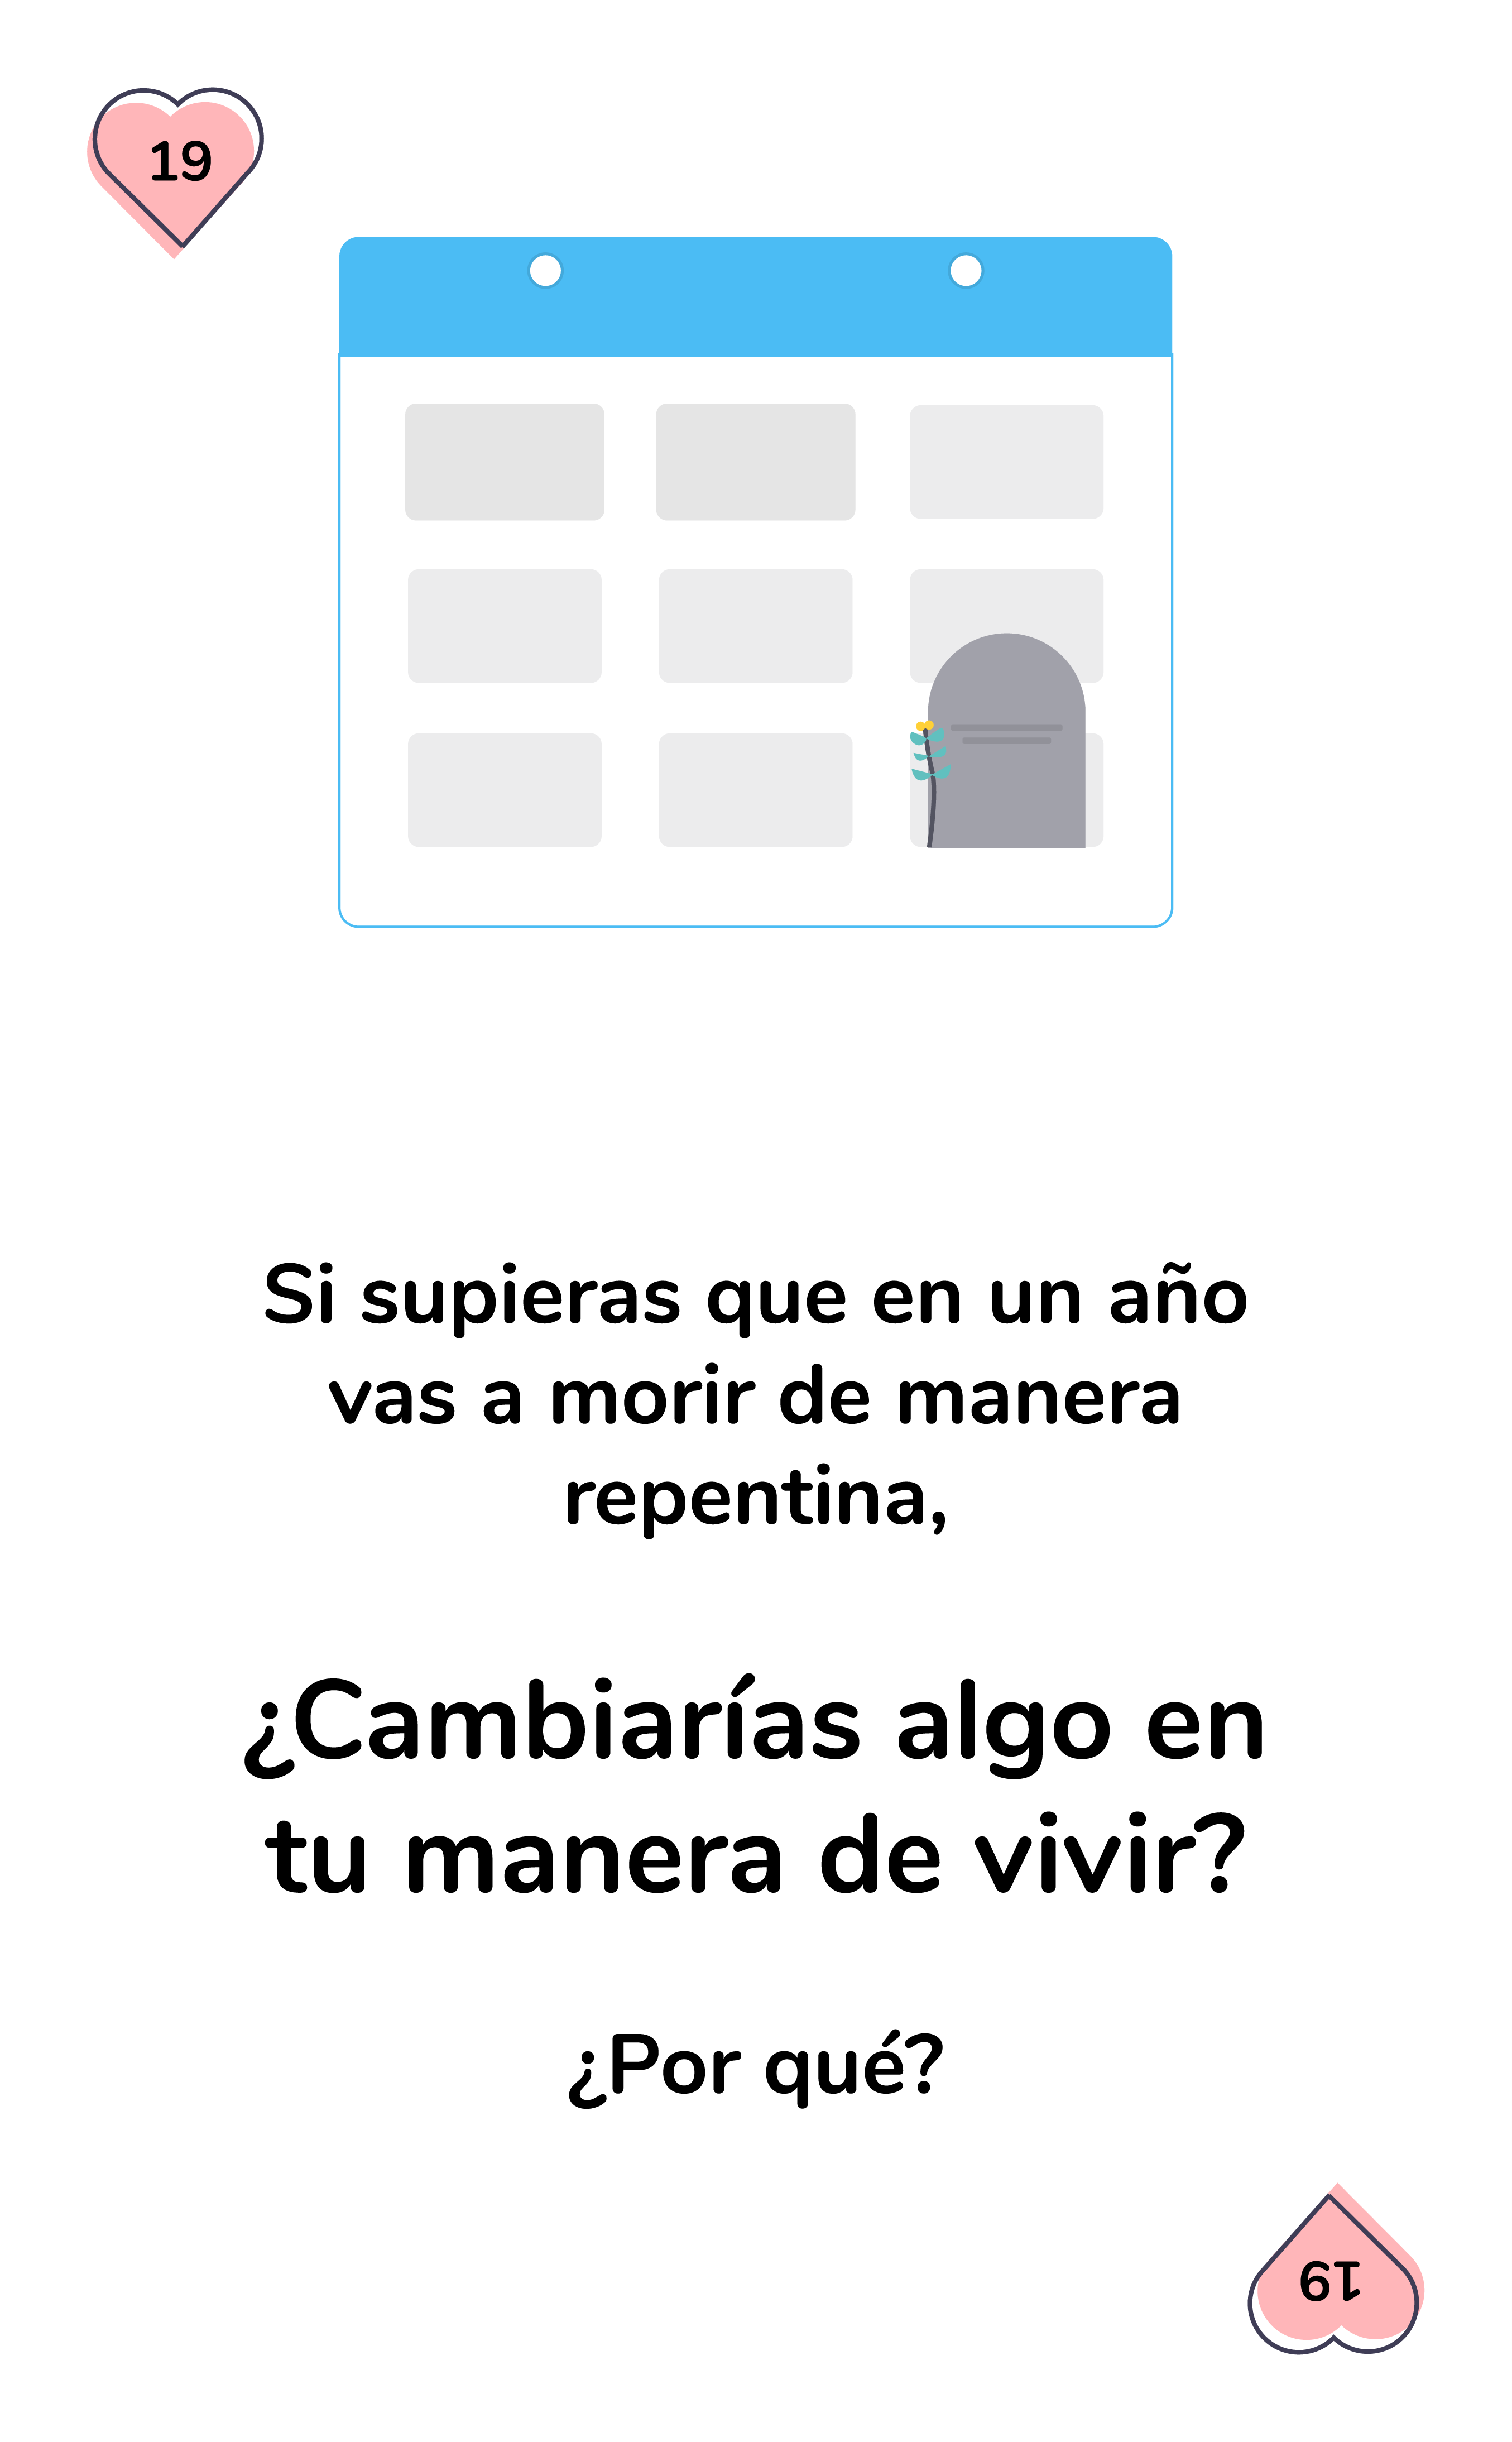 19
Si supieras que en un año
vas a morir de manera
repentina,
¿Cambiarías algo en
tu manera de vivir?
¿Por qué?
19